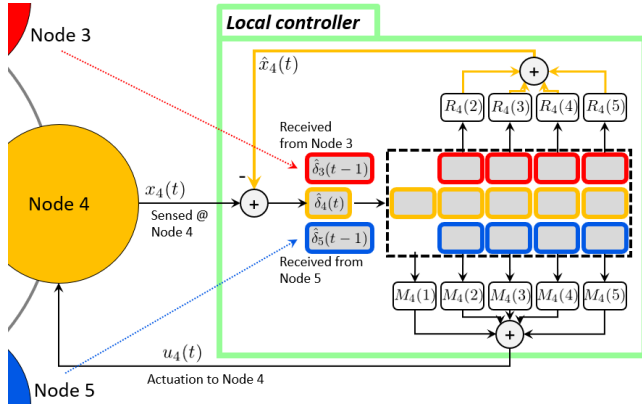 Local controller
Node 3
x̂₄(t)
+
R₄(2) R₄(3) R₄(4) R₄(5)
Received
from Node 3
-
δ̂₃(t−1)
Node 4
x₄(t)
Sensed @
Node 4
+
δ̂₄(t)
δ̂₅(t−1)
Received from
Node 5
M₄(1) M₄(2) M₄(3) M₄(4) M₄(5)
+
u₄(t)
Actuation to Node 4
Node 5